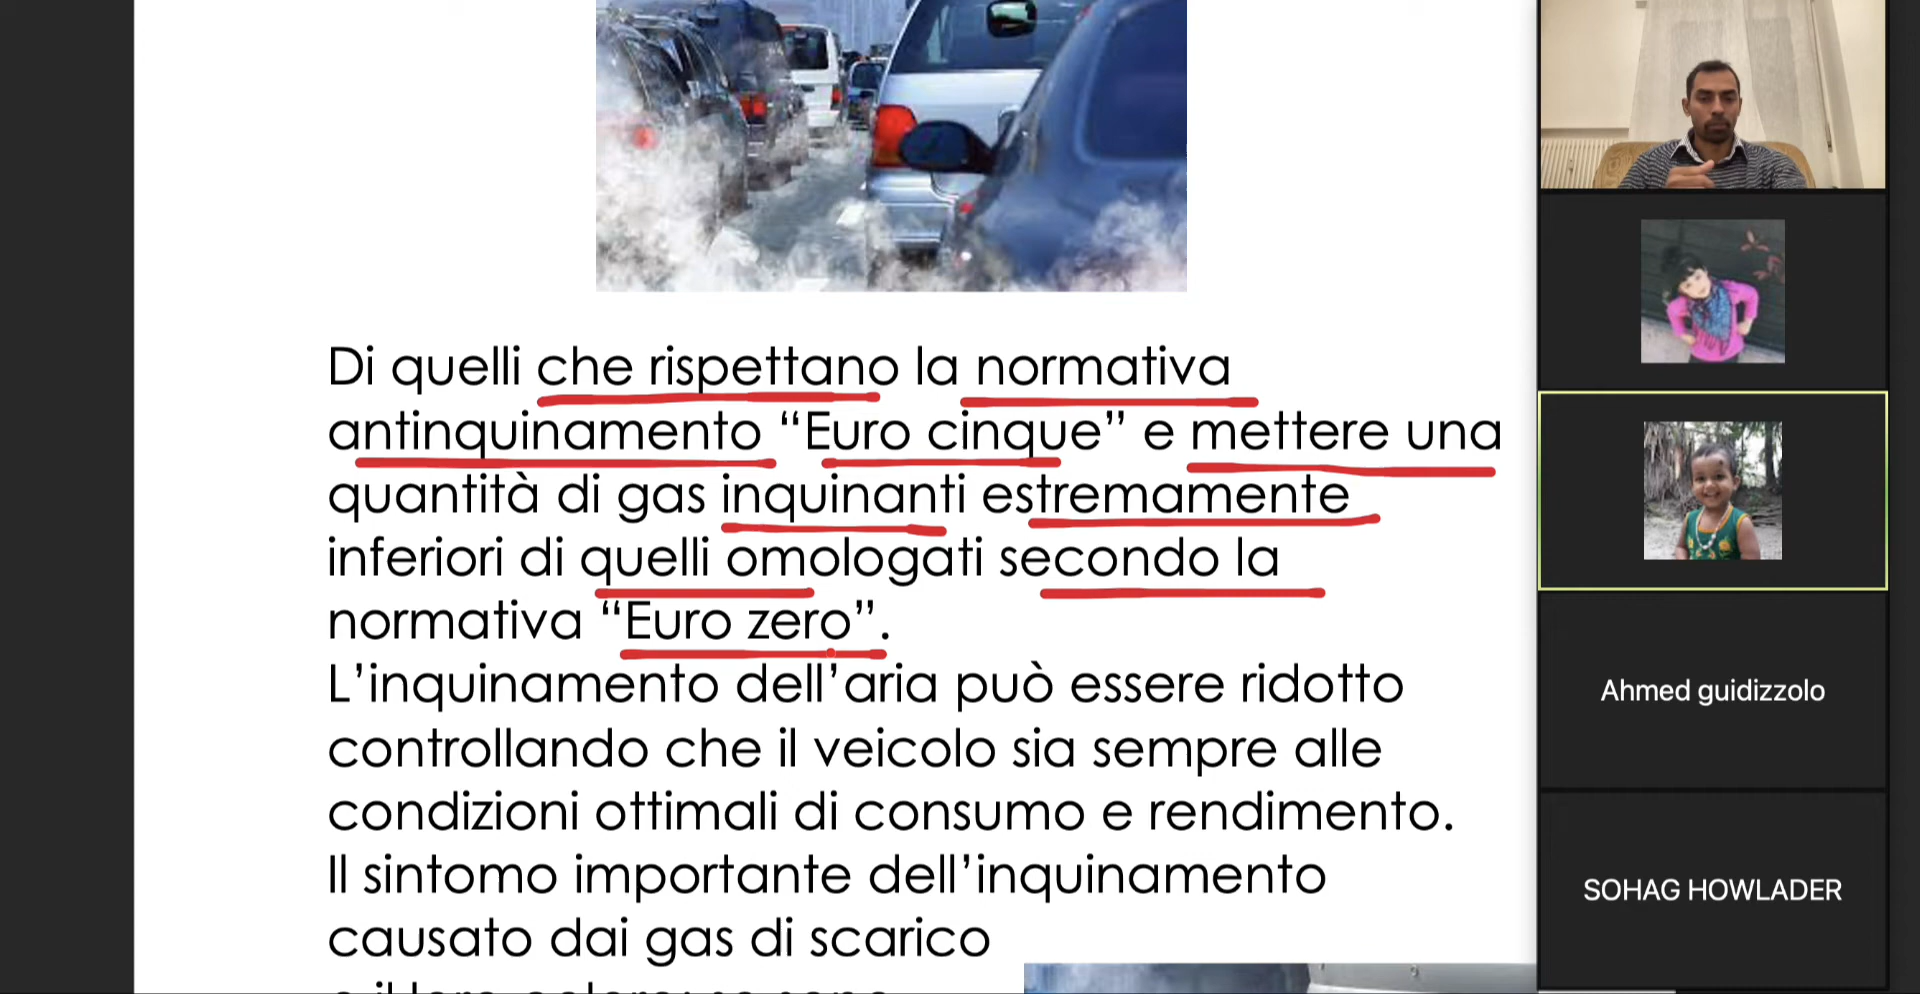 Di quelli che rispettano la normativa
antinquinamento “Euro cinque” e mettere una
quantità di gas inquinanti estremamente
inferiori di quelli omologati secondo la
normativa “Euro zero”.
L’inquinamento dell’aria può essere ridotto
controllando che il veicolo sia sempre alle
condizioni ottimali di consumo e rendimento.
Il sintomo importante dell’inquinamento
causato dai gas di scarico
Ahmed guidizzolo
SOHAG HOWLADER